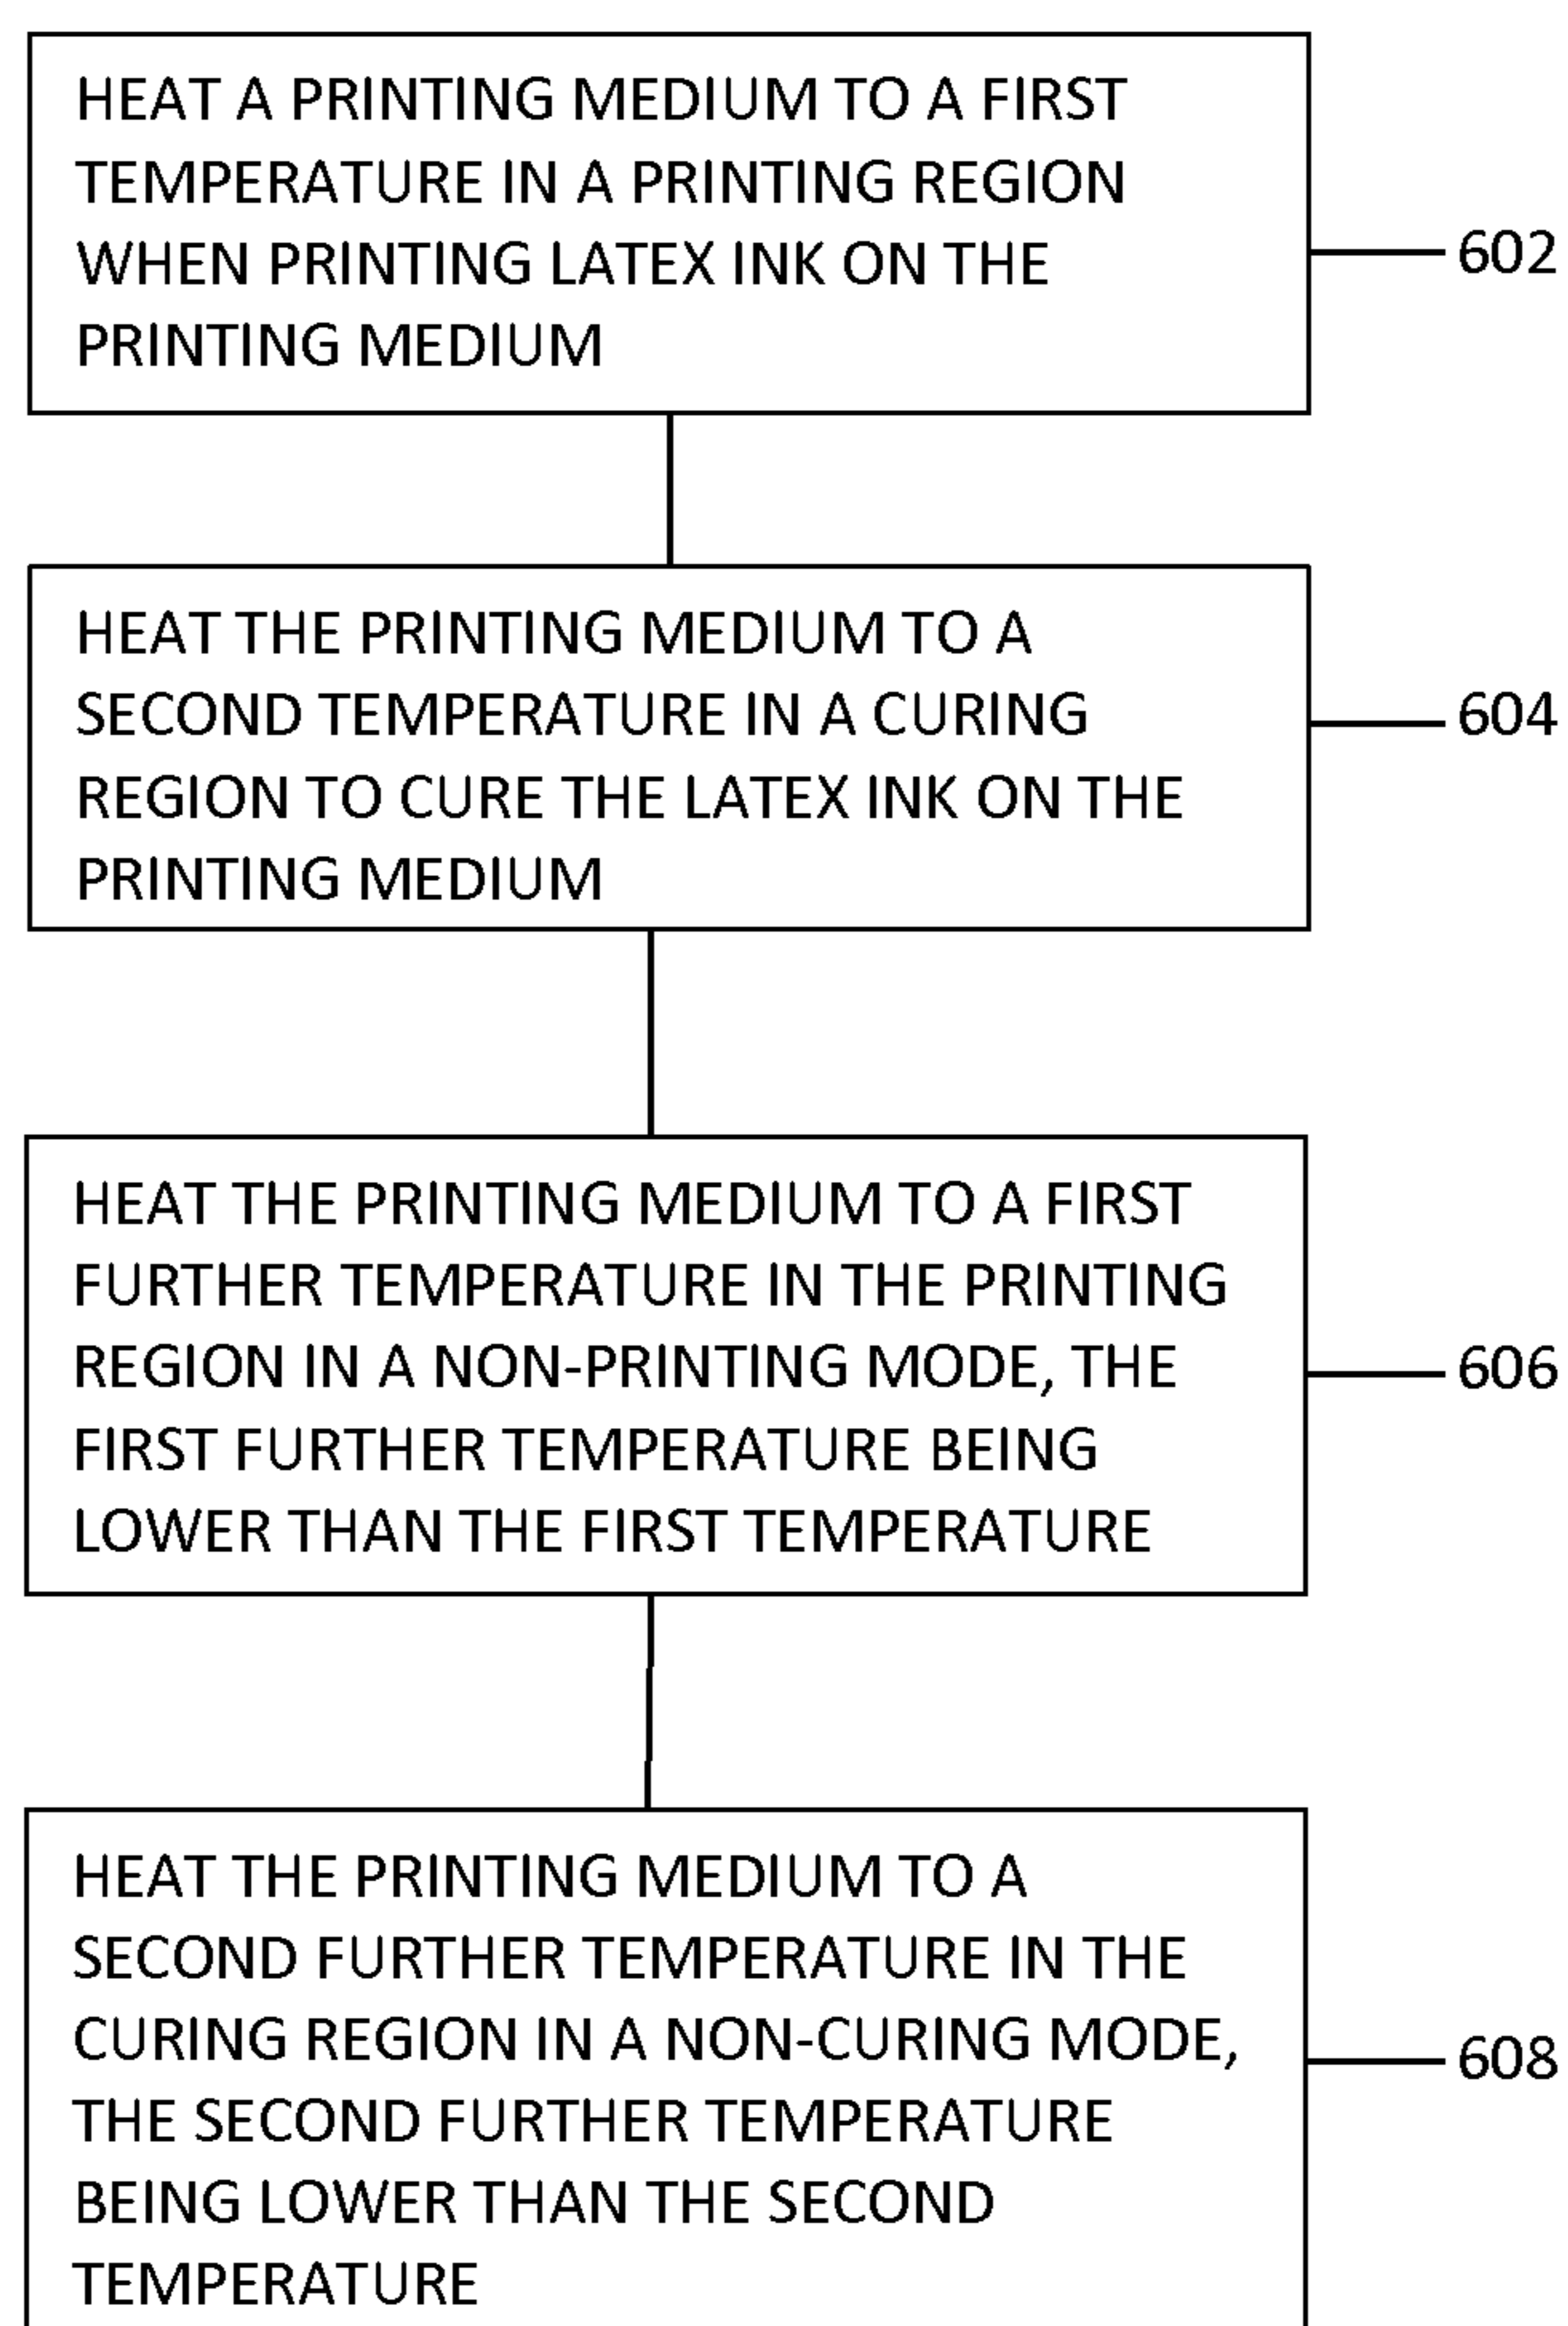 HEAT A PRINTING MEDIUM TO A FIRST
TEMPERATURE IN A PRINTING REGION
WHEN PRINTING LATEX INK ON THE
PRINTING MEDIUM
602
HEAT THE PRINTING MEDIUM TO A
SECOND TEMPERATURE IN A CURING
REGION TO CURE THE LATEX INK ON THE
PRINTING MEDIUM
604
HEAT THE PRINTING MEDIUM TO A FIRST
FURTHER TEMPERATURE IN THE PRINTING
REGION IN A NON-PRINTING MODE, THE
FIRST FURTHER TEMPERATURE BEING
LOWER THAN THE FIRST TEMPERATURE
606
HEAT THE PRINTING MEDIUM TO A
SECOND FURTHER TEMPERATURE IN THE
CURING REGION IN A NON-CURING MODE,
THE SECOND FURTHER TEMPERATURE
BEING LOWER THAN THE SECOND
TEMPERATURE
608